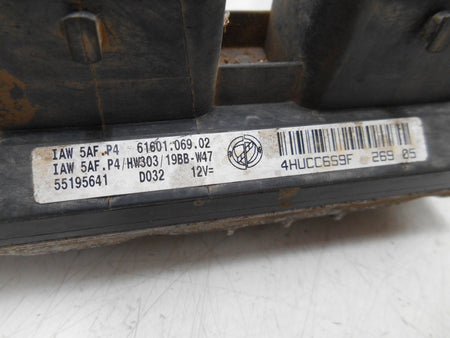 IAW 5AF.P4 61601.069.02
IAW 5AF.P4/HW303/19BB-W47
55195641 D032 12V=
4HUCC659F 269 05